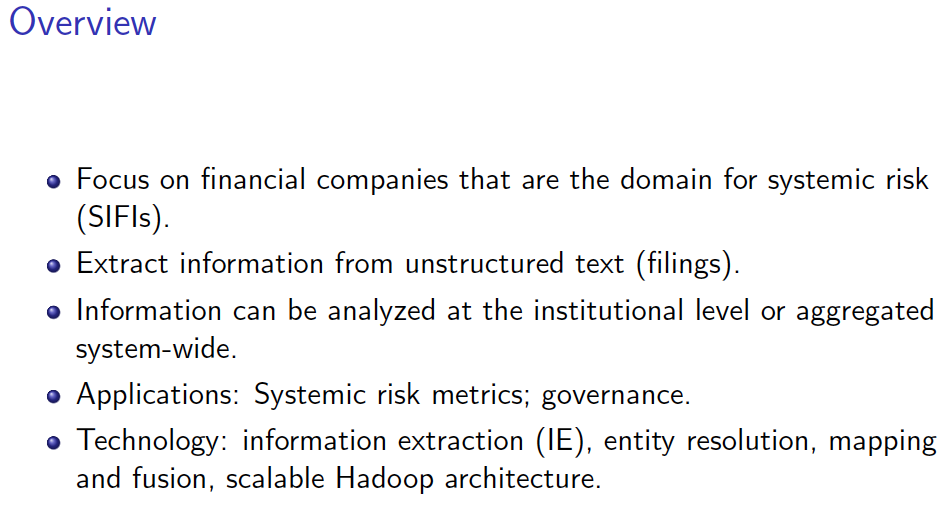 Overview
Focus on financial companies that are the domain for systemic risk
(SIFIs).
Extract information from unstructured text (filings).
Information can be analyzed at the institutional level or aggregated
system-wide.
Applications: Systemic risk metrics; governance.
Technology: information extraction (IE), entity resolution, mapping
and fusion, scalable Hadoop architecture.